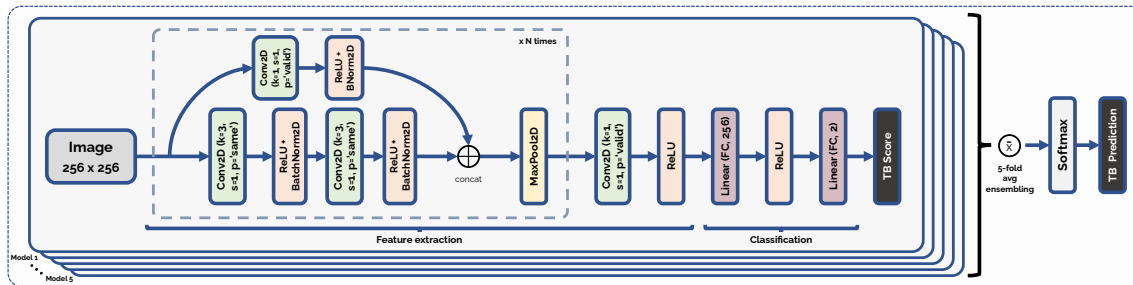 x N times
Conv2D
(k=1, s=1,
p='valid')
ReLU +
BNorm2D
Image
256 x 256
Conv2D (k=3,
s=1, p='same')
ReLU +
BatchNorm2D
Conv2D (k=3,
s=1, p='same')
ReLU +
BatchNorm2D
concat
MaxPool2D
Conv2D (k=1,
s=1, p='valid')
ReLU
Linear (FC, 256)
ReLU
Linear (FC, 2)
TB Score
x̄
5-fold
avg
ensembling
Softmax
TB Prediction
Feature extraction
Classification
Model 1
Model 5